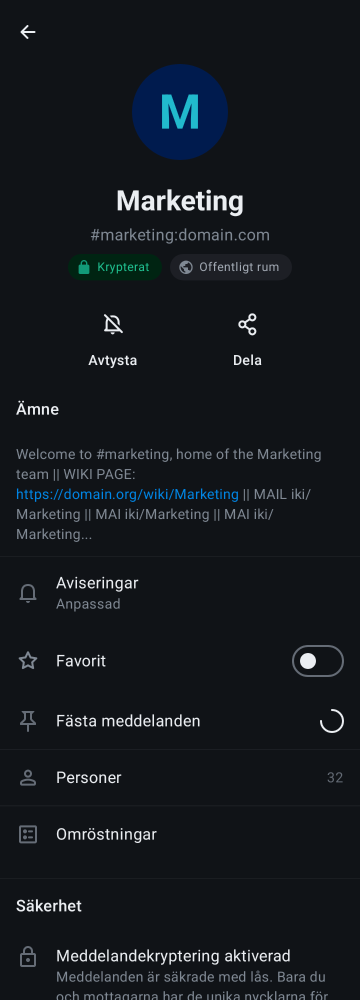 M
Marketing
#marketing:domain.com
Krypterat
Offentligt rum
Avtysta
Dela
Ämne
Welcome to #marketing, home of the Marketing
team || WIKI PAGE:
https://domain.org/wiki/Marketing || MAIL iki/
Marketing || MAI iki/Marketing || MAI iki/
Marketing...
Aviseringar
Anpassad
Favorit
Fästa meddelanden
Personer 32
Omröstningar
Säkerhet
Meddelandekryptering aktiverad
Meddelanden är säkrade med lås. Bara du
och mottagarna har de unika nycklarna för